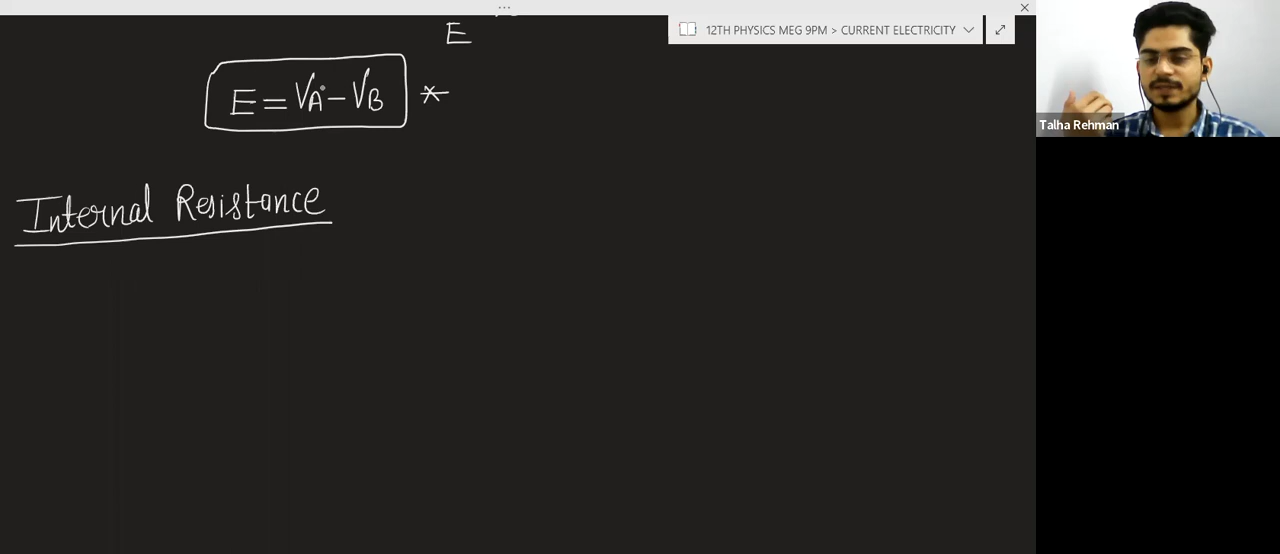 E
12TH PHYSICS MEG 9PM > CURRENT ELECTRICITY
E = VA - VB *
Talha Rehman
Internal Resistance